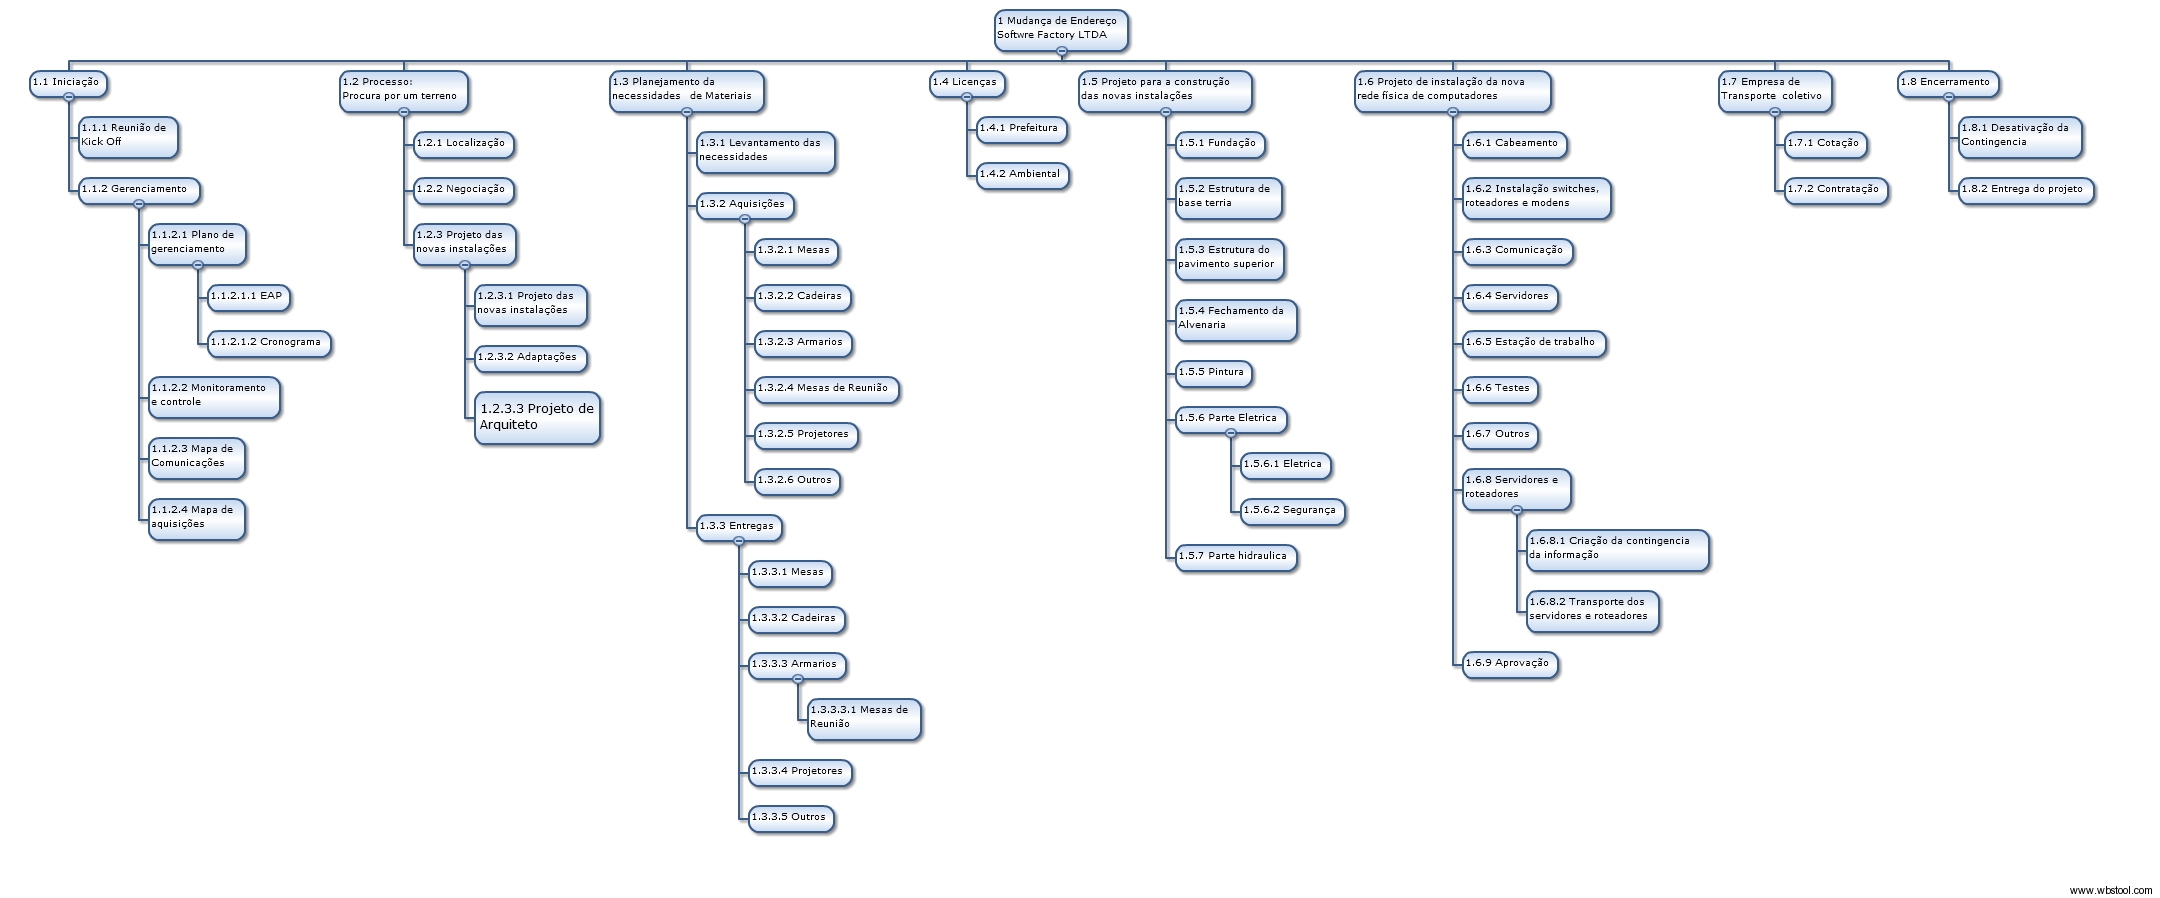 1 Mudança de Endereço
Softwre Factory LTDA
1.1 Iniciação
1.1.1 Reunião de
Kick Off
1.1.2 Gerenciamento
1.1.2.1 Plano de
gerenciamento
1.1.2.1.1 EAP
1.1.2.1.2 Cronograma
1.1.2.2 Monitoramento
e controle
1.1.2.3 Mapa de
Comunicações
1.1.2.4 Mapa de
aquisições
1.2 Processo:
Procura por um terreno
1.2.1 Localização
1.2.2 Negociação
1.2.3 Projeto das
novas instalações
1.2.3.1 Projeto das
novas instalações
1.2.3.2 Adaptações
1.2.3.3 Projeto de
Arquiteto
1.3 Planejamento da
necessidades de Materiais
1.3.1 Levantamento das
necessidades
1.3.2 Aquisições
1.3.2.1 Mesas
1.3.2.2 Cadeiras
1.3.2.3 Armarios
1.3.2.4 Mesas de Reunião
1.3.2.5 Projetores
1.3.2.6 Outros
1.3.3 Entregas
1.3.3.1 Mesas
1.3.3.2 Cadeiras
1.3.3.3 Armarios
1.3.3.3.1 Mesas de
Reunião
1.3.3.4 Projetores
1.3.3.5 Outros
1.4 Licenças
1.4.1 Prefeitura
1.4.2 Ambiental
1.5 Projeto para a construção
das novas instalações
1.5.1 Fundação
1.5.2 Estrutura de
base terria
1.5.3 Estrutura do
pavimento superior
1.5.4 Fechamento da
Alvenaria
1.5.5 Pintura
1.5.6 Parte Eletrica
1.5.6.1 Eletrica
1.5.6.2 Segurança
1.5.7 Parte hidraulica
1.6 Projeto de instalação da nova
rede física de computadores
1.6.1 Cabeamento
1.6.2 Instalação switches,
roteadores e modens
1.6.3 Comunicação
1.6.4 Servidores
1.6.5 Estação de trabalho
1.6.6 Testes
1.6.7 Outros
1.6.8 Servidores e
roteadores
1.6.8.1 Criação da contingencia
da informação
1.6.8.2 Transporte dos
servidores e roteadores
1.6.9 Aprovação
1.7 Empresa de
Transporte coletivo
1.7.1 Cotação
1.7.2 Contratação
1.8 Encerramento
1.8.1 Desativação da
Contingencia
1.8.2 Entrega do projeto
www.wbstool.com